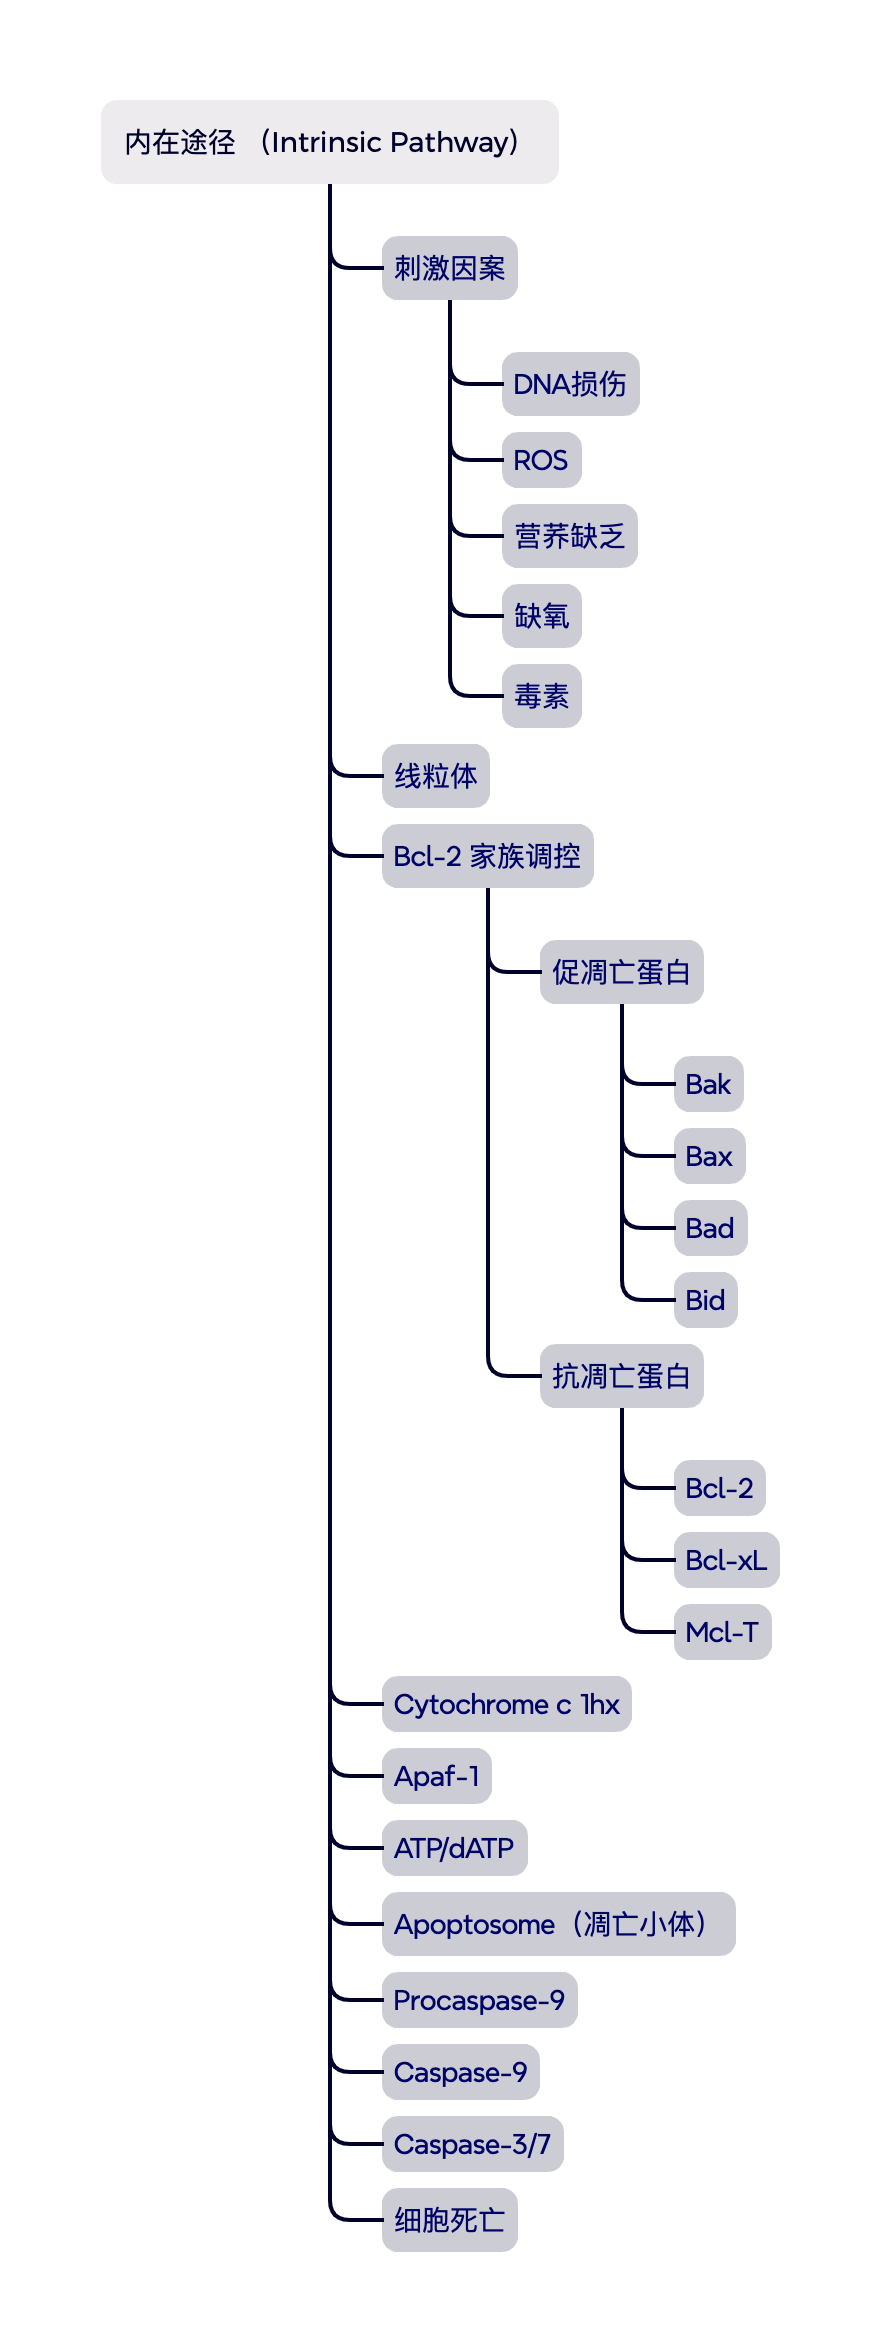 内在途径 （Intrinsic Pathway）
刺激因案
DNA损伤
ROS
营养缺乏
缺氧
毒素
线粒体
Bcl-2 家族调控
促凋亡蛋白
Bak
Bax
Bad
Bid
抗凋亡蛋白
Bcl-2
Bcl-xL
Mcl-T
Cytochrome c 1hx
Apaf-1
ATP/dATP
Apoptosome（凋亡小体）
Procaspase-9
Caspase-9
Caspase-3/7
细胞死亡